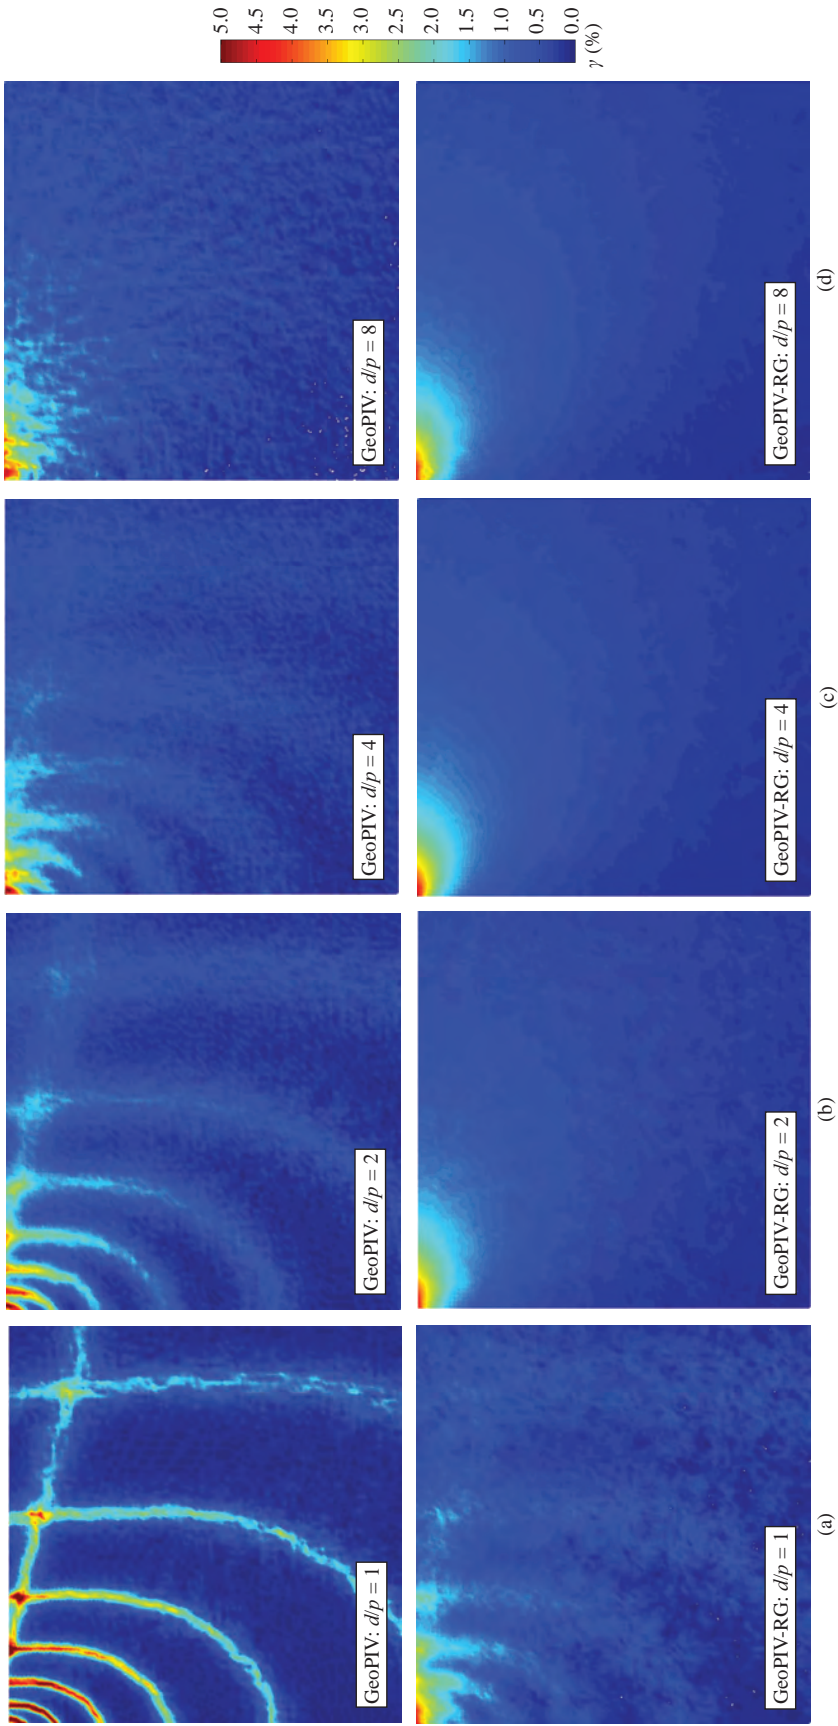 5.0
4.5
4.0
3.5
3.0
2.5
2.0
1.5
1.0
0.5
0.0
γ (%)
GeoPIV: d/p = 1
GeoPIV: d/p = 2
GeoPIV: d/p = 4
GeoPIV: d/p = 8
GeoPIV-RG: d/p = 1
GeoPIV-RG: d/p = 2
GeoPIV-RG: d/p = 4
GeoPIV-RG: d/p = 8
(a)
(b)
(c)
(d)